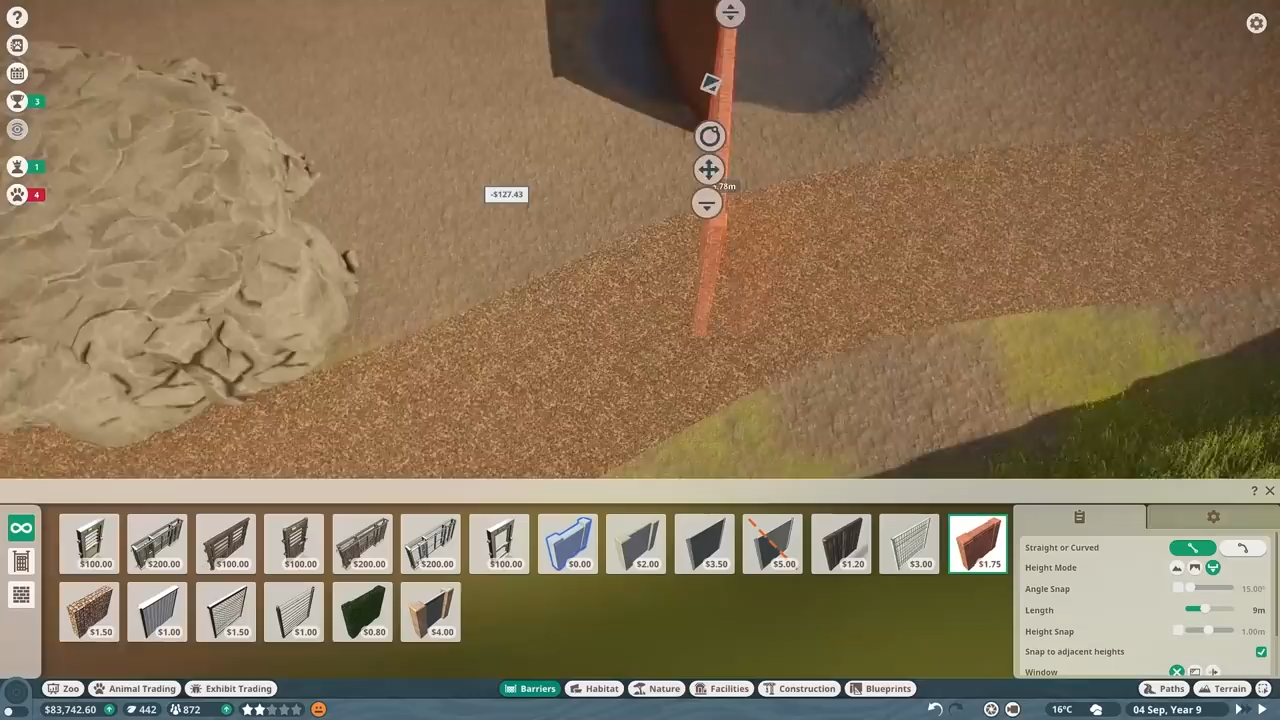 ?
3
1
4
-$127.43
.78m
? ×
$100.00 $200.00 $100.00 $100.00 $200.00 $200.00 $100.00 $0.00 $2.00 $3.50 $5.00 $1.20 $3.00 $1.75
$1.50 $1.00 $1.50 $1.00 $0.80 $4.00
Straight or Curved
Height Mode
Angle Snap 15.00°
Length 9m
Height Snap 1.00m
Snap to adjacent heights
Window
Zoo Animal Trading Exhibit Trading Barriers Habitat Nature Facilities Construction Blueprints Paths Terrain
$83,742.60 442 872 16°C 04 Sep, Year 9